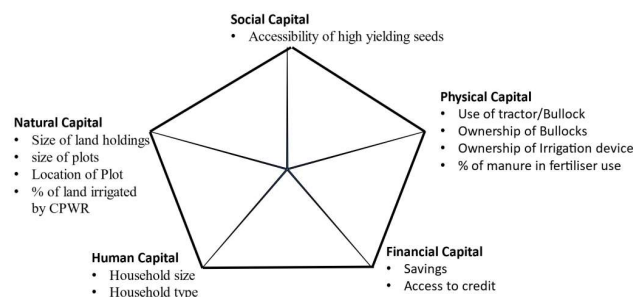 Social Capital
• Accessibility of high yielding seeds
Physical Capital
• Use of tractor/Bullock
• Ownership of Bullocks
• Ownership of Irrigation device
• % of manure in fertiliser use
Natural Capital
• Size of land holdings
• size of plots
• Location of Plot
• % of land irrigated
by CPWR
Human Capital
• Household size
• Household type
Financial Capital
• Savings
• Access to credit